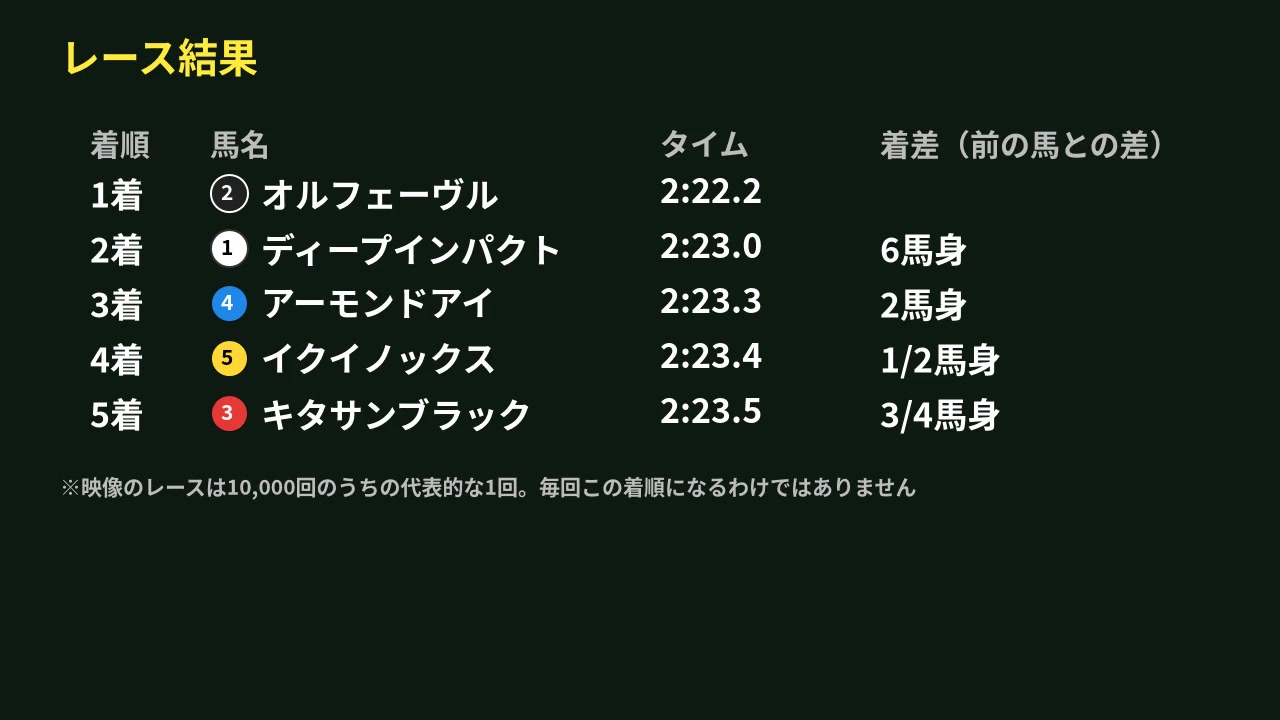 レース結果
着順 馬名 タイム 着差（前の馬との差）
1着 2 オルフェーヴル 2:22.2
2着 1 ディープインパクト 2:23.0 6馬身
3着 4 アーモンドアイ 2:23.3 2馬身
4着 5 イクイノックス 2:23.4 1/2馬身
5着 3 キタサンブラック 2:23.5 3/4馬身
※映像のレースは10,000回のうちの代表的な1回。毎回この着順になるわけではありません